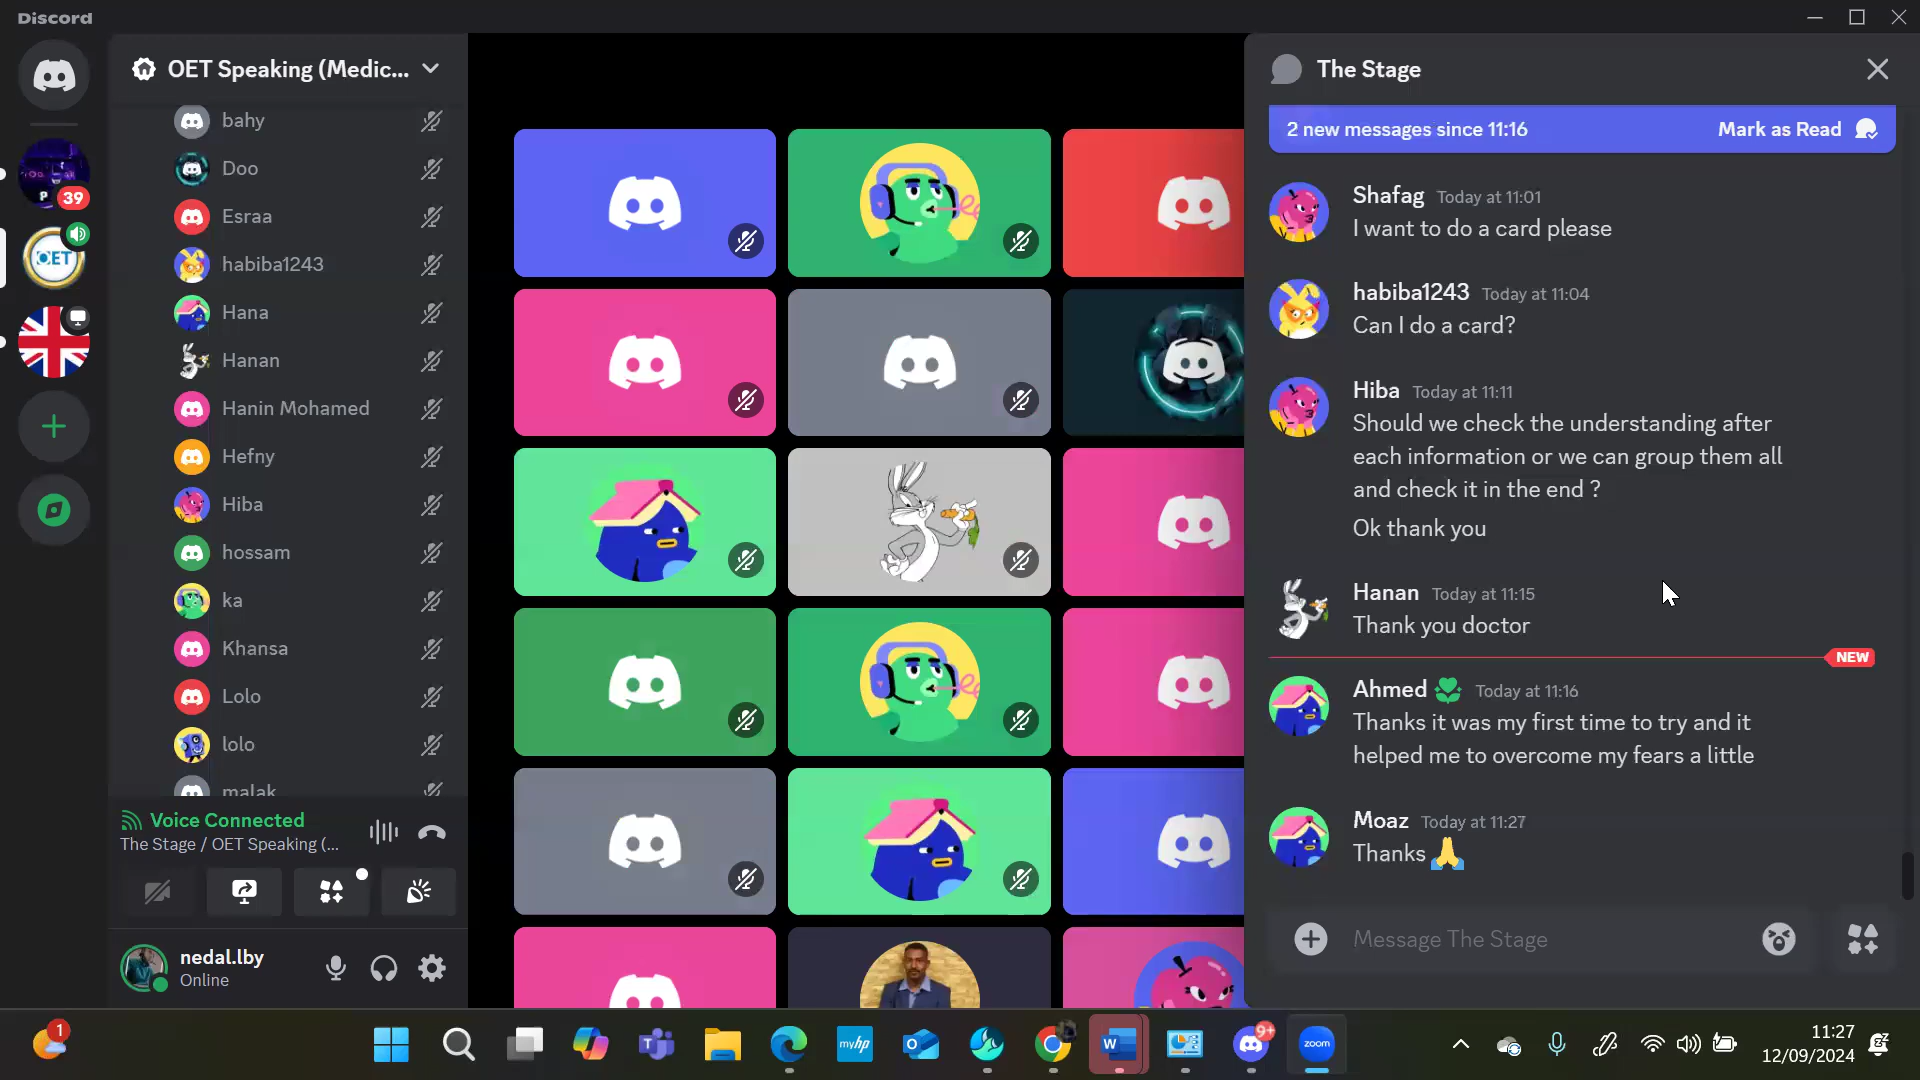 Discord
OET Speaking (Medic...
bahy
Doo
Esraa
habiba1243
Hana
Hanan
Hanin Mohamed
Hefny
Hiba
hossam
ka
Khansa
Lolo
lolo
malak
Voice Connected
The Stage / OET Speaking (...
nedal.lby
Online
39
OET
The Stage
2 new messages since 11:16
Mark as Read
Shafag Today at 11:01
I want to do a card please
habiba1243 Today at 11:04
Can I do a card?
Hiba Today at 11:11
Should we check the understanding after
each information or we can group them all
and check it in the end ?
Ok thank you
Hanan Today at 11:15
Thank you doctor
NEW
Ahmed Today at 11:16
Thanks it was my first time to try and it
helped me to overcome my fears a little
Moaz Today at 11:27
Thanks 🙏
Message The Stage
1
myhp
W
9+
zoom
11:27
12/09/2024